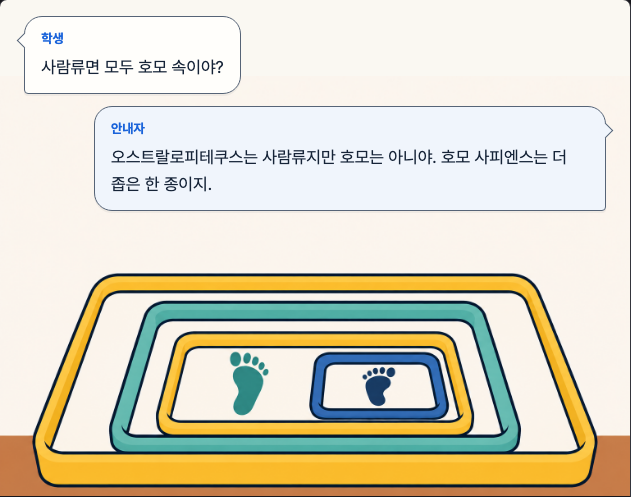 학생
사람류면 모두 호모 속이야?
안내자
오스트랄로피테쿠스는 사람류지만 호모는 아니야. 호모 사피엔스는 더
좁은 한 종이지.